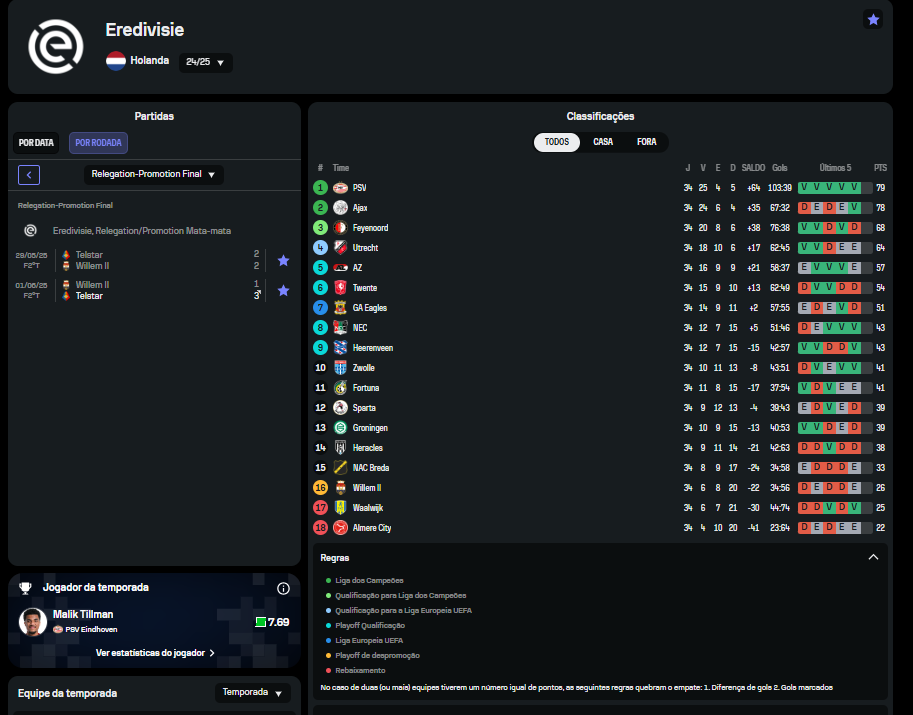 Eredivisie
Holanda 24/25
Partidas
POR DATA POR RODADA
Relegation-Promotion Final
Relegation-Promotion Final
Eredivisie, Relegation/Promotion Mata-mata
29/05/25 Telstar 2
F2ºT Willem II 2
01/06/25 Willem II 1
F2ºT Telstar 3
Jogador da temporada
Malik Tillman
PSV Eindhoven
7.69
Ver estatísticas do jogador
Equipe da temporada Temporada
Classificações
TODOS CASA FORA
# Time J V E D SALDO Gols Últimos 5 PTS
1 PSV 34 25 4 5 +64 103:39 V V V V V 79
2 Ajax 34 24 6 4 +35 67:32 D E D E V 78
3 Feyenoord 34 20 8 6 +38 76:38 V V D V D 68
4 Utrecht 34 18 10 6 +17 62:45 V V D E E 64
5 AZ 34 16 9 9 +21 58:37 E V V V E 57
6 Twente 34 15 9 10 +13 62:49 D V V D D 54
7 GA Eagles 34 14 9 11 +2 57:55 E D E V D 51
8 NEC 34 12 7 15 +5 51:46 D E V V V 43
9 Heerenveen 34 12 7 15 -15 42:57 V V D D V 43
10 Zwolle 34 10 11 13 -8 43:51 D V E V V 41
11 Fortuna 34 11 8 15 -17 37:54 V D V E E 41
12 Sparta 34 9 12 13 -4 39:43 E D V E D 39
13 Groningen 34 10 9 15 -13 40:53 V V D E D 39
14 Heracles 34 9 11 14 -21 42:63 D D V D D 38
15 NAC Breda 34 8 9 17 -24 34:58 E D D D E 33
16 Willem II 34 6 8 20 -22 34:56 D E D D E 26
17 Waalwijk 34 6 7 21 -30 44:74 D D V D V 25
18 Almere City 34 4 10 20 -41 23:64 D E D E E 22
Regras
Liga dos Campeões
Qualificação para Liga dos Campeões
Qualificação para a Liga Europeia UEFA
Playoff Qualificação
Liga Europeia UEFA
Playoff de despromoção
Rebaixamento
No caso de duas (ou mais) equipes tiverem um número igual de pontos, as seguintes regras quebram o empate: 1. Diferença de gols 2. Gols marcados